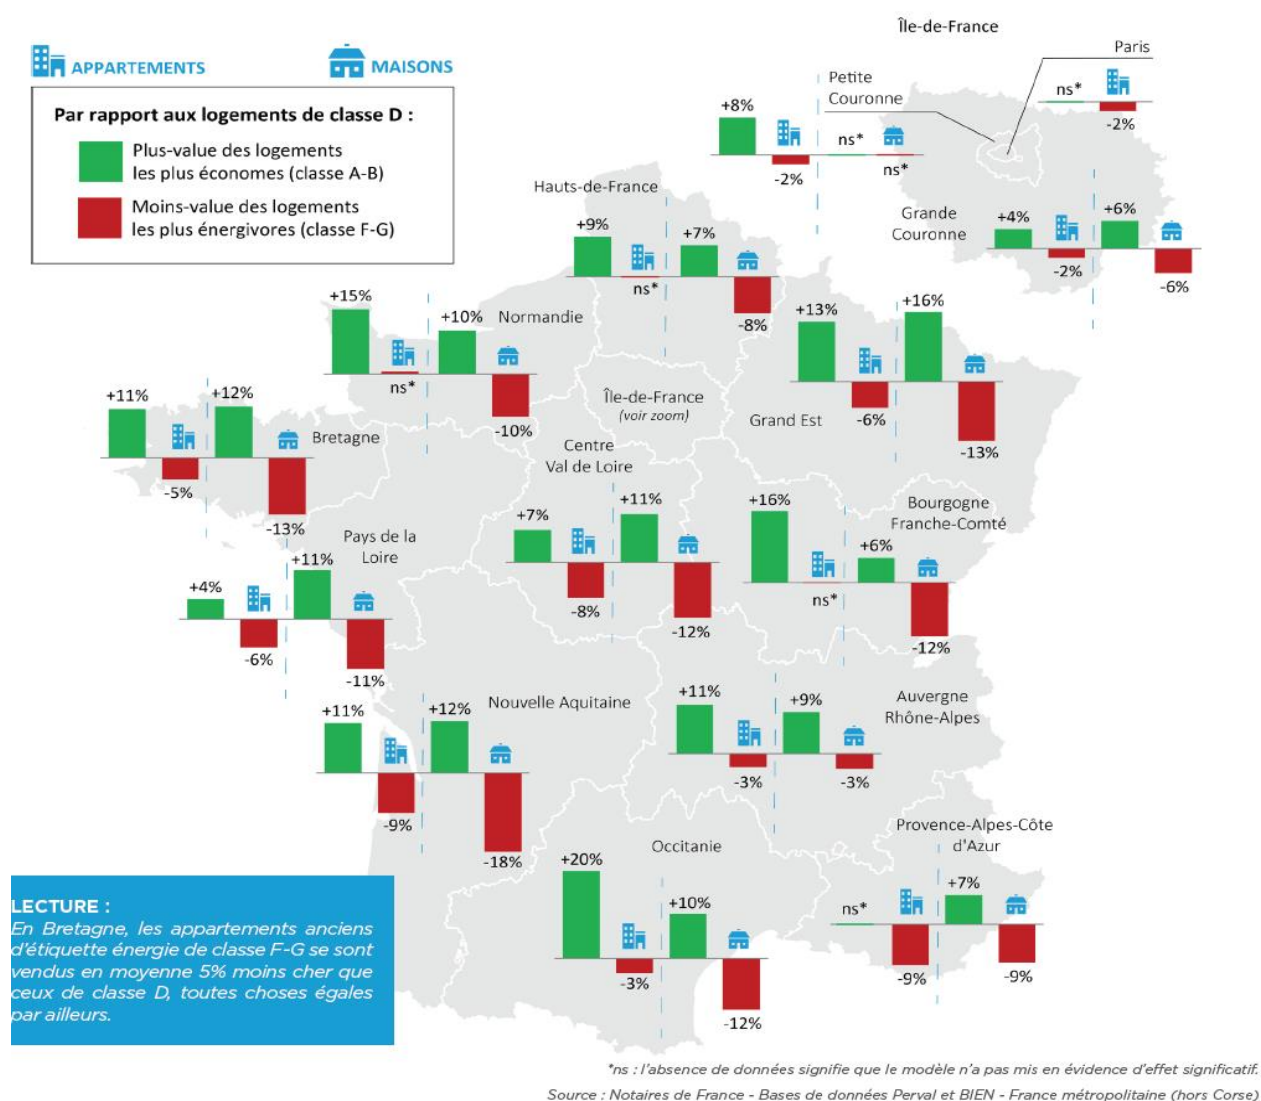 APPARTEMENTS
MAISONS
Par rapport aux logements de classe D :
Plus-value des logements
les plus économes (classe A-B)
Moins-value des logements
les plus énergivores (classe F-G)
Île-de-France
Paris
ns*
-2%
Petite
Couronne
+8%
-2%
ns*
ns*
Grande
Couronne
+4%
-2%
+6%
-6%
Hauts-de-France
+9%
ns*
+7%
-8%
Normandie
+15%
ns*
+10%
-10%
Île-de-France
(voir zoom)
Grand Est
+13%
-6%
+16%
-13%
Bretagne
+11%
-5%
+12%
-13%
Centre
Val de Loire
+7%
-8%
+11%
-12%
Bourgogne
Franche-Comté
+16%
ns*
+6%
-12%
Pays de la
Loire
+4%
-6%
+11%
-11%
Nouvelle Aquitaine
+11%
-9%
+12%
-18%
Auvergne
Rhône-Alpes
+11%
-3%
+9%
-3%
Occitanie
+20%
-3%
+10%
-12%
Provence-Alpes-Côte
d'Azur
ns*
-9%
+7%
-9%
LECTURE :
En Bretagne, les appartements anciens
d'étiquette énergie de classe F-G se sont
vendus en moyenne 5% moins cher que
ceux de classe D, toutes choses égales
par ailleurs.
*ns : l'absence de données signifie que le modèle n'a pas mis en évidence d'effet significatif.
Source : Notaires de France - Bases de données Perval et BIEN - France métropolitaine (hors Corse)